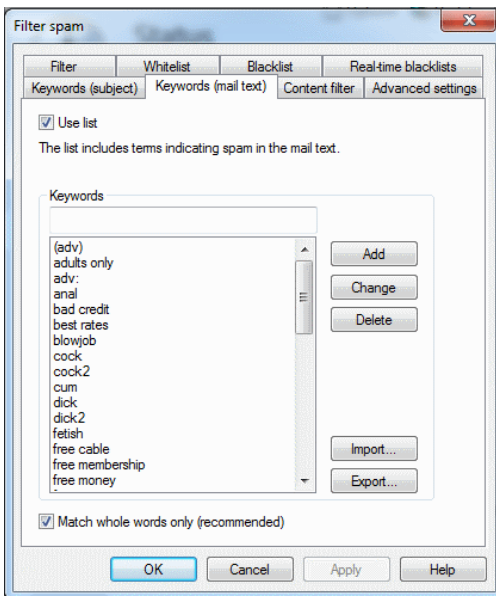 Filter spam
Filter
Whitelist
Blacklist
Real-time blacklists
Keywords (subject)
Keywords (mail text)
Content filter
Advanced settings
Use list
The list includes terms indicating spam in the mail text.
Keywords
(adv)
adults only
adv:
anal
bad credit
best rates
blowjob
cock
cock2
cum
dick
dick2
fetish
free cable
free membership
free money
Add
Change
Delete
Import...
Export...
Match whole words only (recommended)
OK
Cancel
Apply
Help